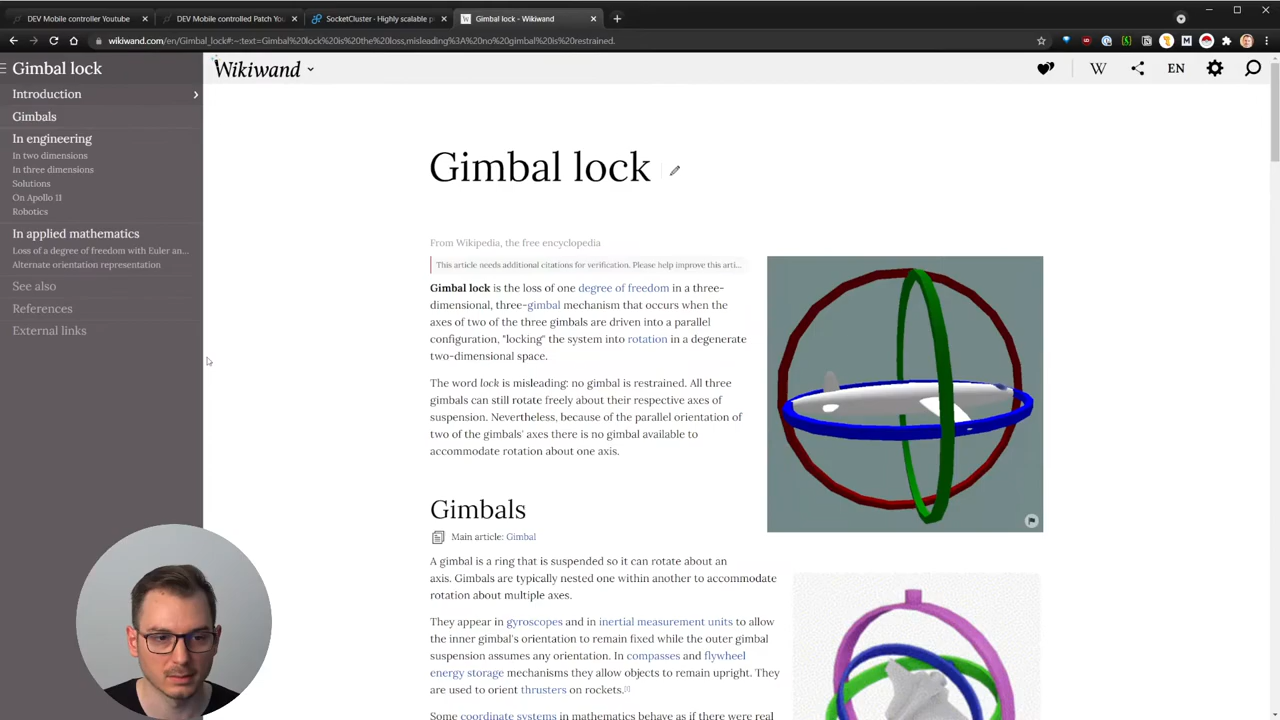 DEV Mobile controller Youtube
DEV Mobile controlled Patch You
SocketCluster · Highly scalable p
Gimbal lock - Wikiwand
wikiwand.com/en/Gimbal_lock#:~:text=Gimbal%20lock%20is%20the%20loss,misleading%3A%20no%20gimbal%20is%20restrained.
Gimbal lock
Introduction
Gimbals
In engineering
In two dimensions
In three dimensions
Solutions
On Apollo 11
Robotics
In applied mathematics
Loss of a degree of freedom with Euler an...
Alternate orientation representation
See also
References
External links
Wikiwand
W
EN
Gimbal lock
From Wikipedia, the free encyclopedia
This article needs additional citations for verification. Please help improve this arti...
Gimbal lock is the loss of one degree of freedom in a three-
dimensional, three-gimbal mechanism that occurs when the
axes of two of the three gimbals are driven into a parallel
configuration, "locking" the system into rotation in a degenerate
two-dimensional space.
The word lock is misleading: no gimbal is restrained. All three
gimbals can still rotate freely about their respective axes of
suspension. Nevertheless, because of the parallel orientation of
two of the gimbals' axes there is no gimbal available to
accommodate rotation about one axis.
Gimbals
Main article: Gimbal
A gimbal is a ring that is suspended so it can rotate about an
axis. Gimbals are typically nested one within another to accommodate
rotation about multiple axes.
They appear in gyroscopes and in inertial measurement units to allow
the inner gimbal's orientation to remain fixed while the outer gimbal
suspension assumes any orientation. In compasses and flywheel
energy storage mechanisms they allow objects to remain upright. They
are used to orient thrusters on rockets.[1]
Some coordinate systems in mathematics behave as if there were real